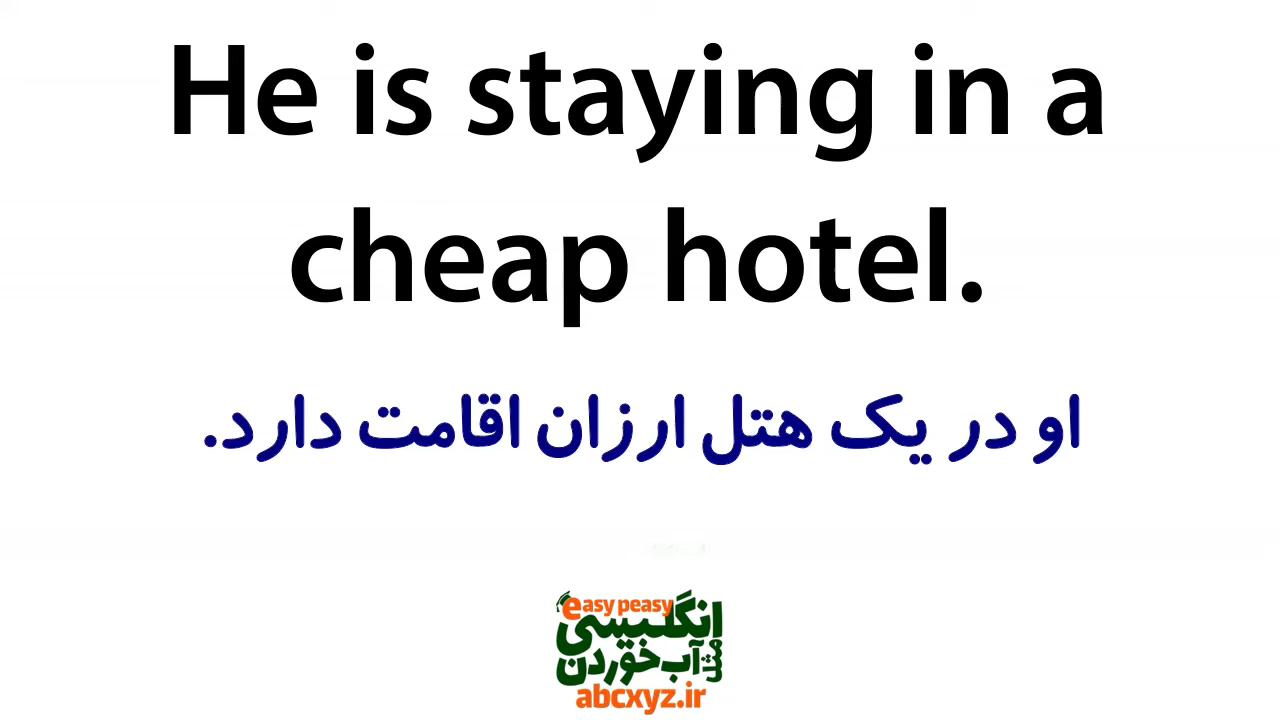 He is staying in a
cheap hotel.
او در یک هتل ارزان اقامت دارد.
easy peasy
انگلیسی
مثل آب خوردن
abcxyz.ir